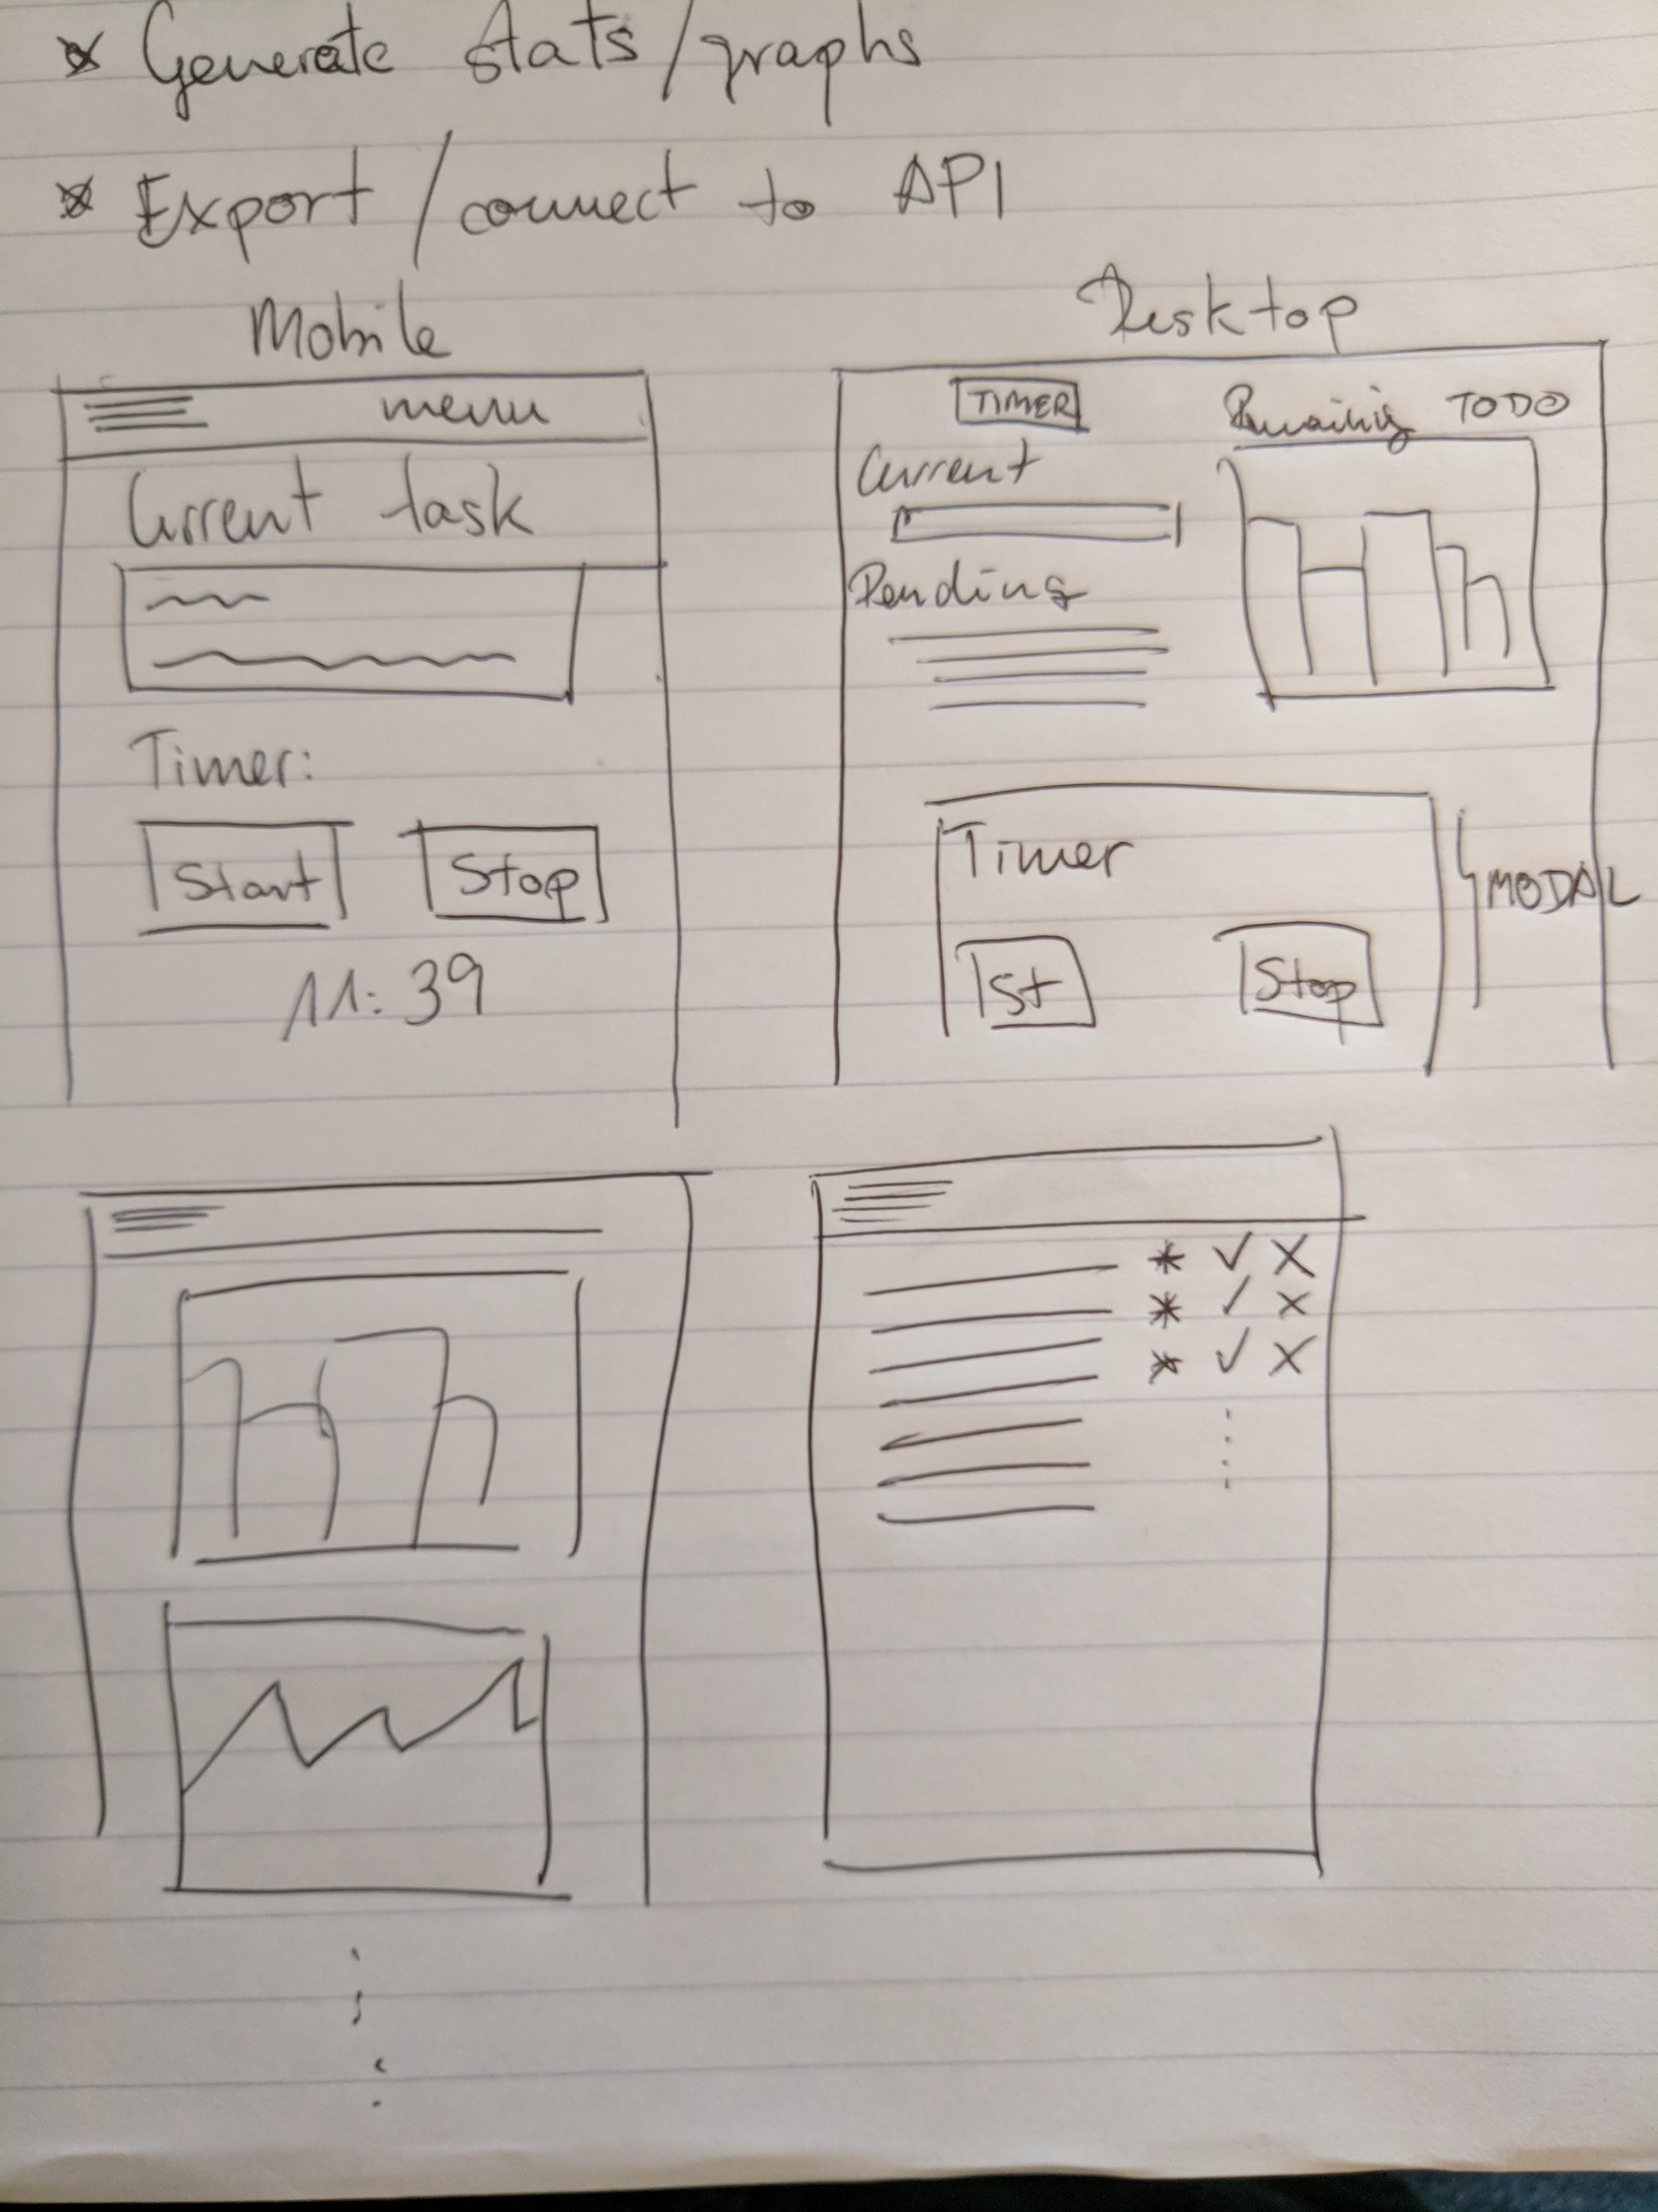 * Generate stats/graphs
* Export/connect to API
Mobile
menu
Current task
Timer:
Start Stop
11:39
Desktop
TIMER Remaining TODO
Current
Pending
Timer
MODAL
St Stop
* ✓ X
* ✓ X
* ✓ X